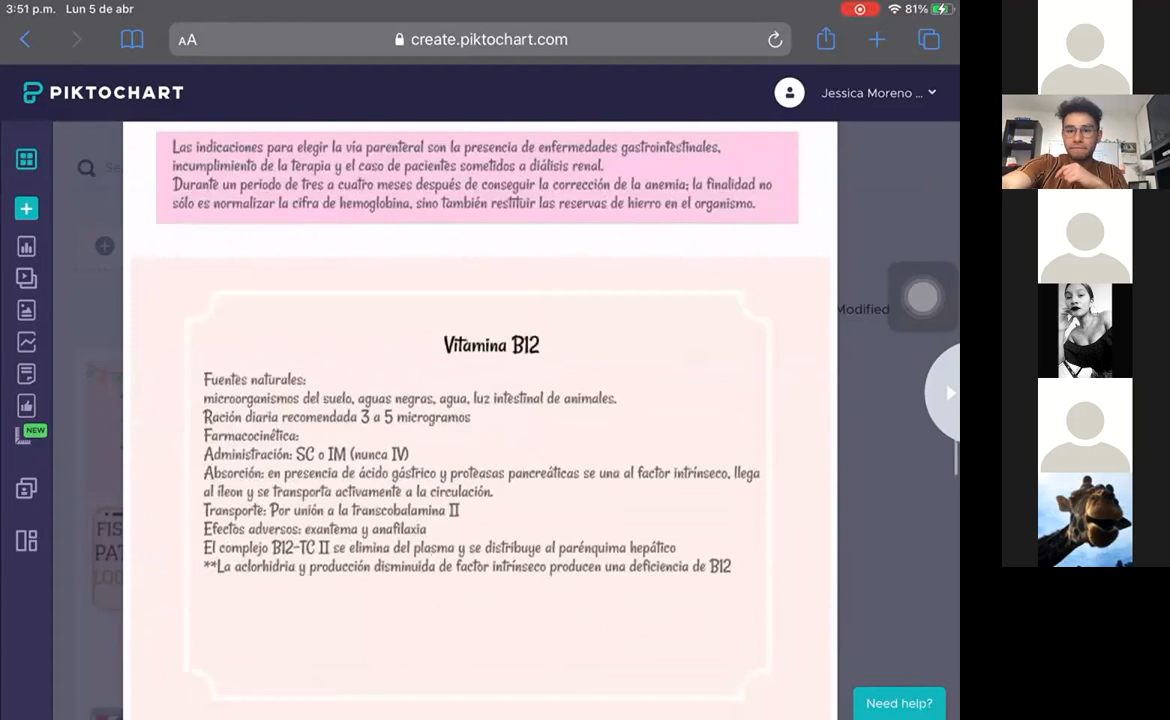 3:51 p.m. Lun 5 de abr
81%
AA
create.piktochart.com
PIKTOCHART
Jessica Moreno ...
Las indicaciones para elegir la vía parenteral son la presencia de enfermedades gastrointestinales,
incumplimiento de la terapia y el caso de pacientes sometidos a diálisis renal.
Durante un periodo de tres a cuatro meses después de conseguir la corrección de la anemia; la finalidad no
sólo es normalizar la cifra de hemoglobina, sino también restituir las reservas de hierro en el organismo.
Modified
Vitamina B12
Fuentes naturales:
microorganismos del suelo, aguas negras, agua, luz intestinal de animales.
Ración diaria recomendada 3 a 5 microgramos
Farmacocinética:
Administración: SC o IM (nunca IV)
Absorción: en presencia de ácido gástrico y proteasas pancreáticas se una al factor intrínseco, llega
al íleon y se transporta activamente a la circulación.
Transporte: Por unión a la transcobalamina II
Efectos adversos: exantema y anafilaxia
El complejo B12-TC II se elimina del plasma y se distribuye al parénquima hepático
**La aclorhidria y producción disminuida de factor intrínseco producen una deficiencia de B12
NEW
FIS
PAT
Need help?